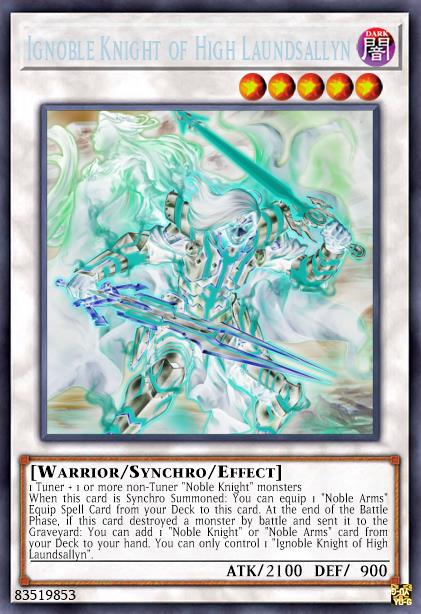 Ignoble Knight of High Laundsallyn
DARK
闇
[Warrior/Synchro/Effect]
1 Tuner + 1 or more non-Tuner "Noble Knight" monsters
When this card is Synchro Summoned: You can equip 1 "Noble Arms"
Equip Spell Card from your Deck to this card. At the end of the Battle
Phase, if this card destroyed a monster by battle and sent it to the
Graveyard: You can add 1 "Noble Knight" or "Noble Arms" card from
your Deck to your hand. You can only control 1 "Ignoble Knight of High
Laundsallyn".
ATK/2100 DEF/ 900
83519853